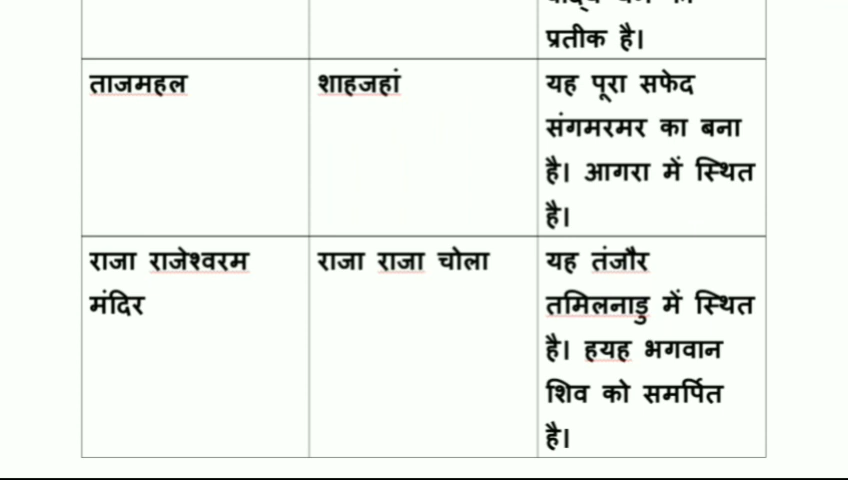 प्रतीक है।
ताजमहल
शाहजहां
यह पूरा सफेद
संगमरमर का बना
है। आगरा में स्थित
है।
राजा राजेश्वरम
मंदिर
राजा राजा चोला
यह तंजौर
तमिलनाडु में स्थित
है। हयह भगवान
शिव को समर्पित
है।